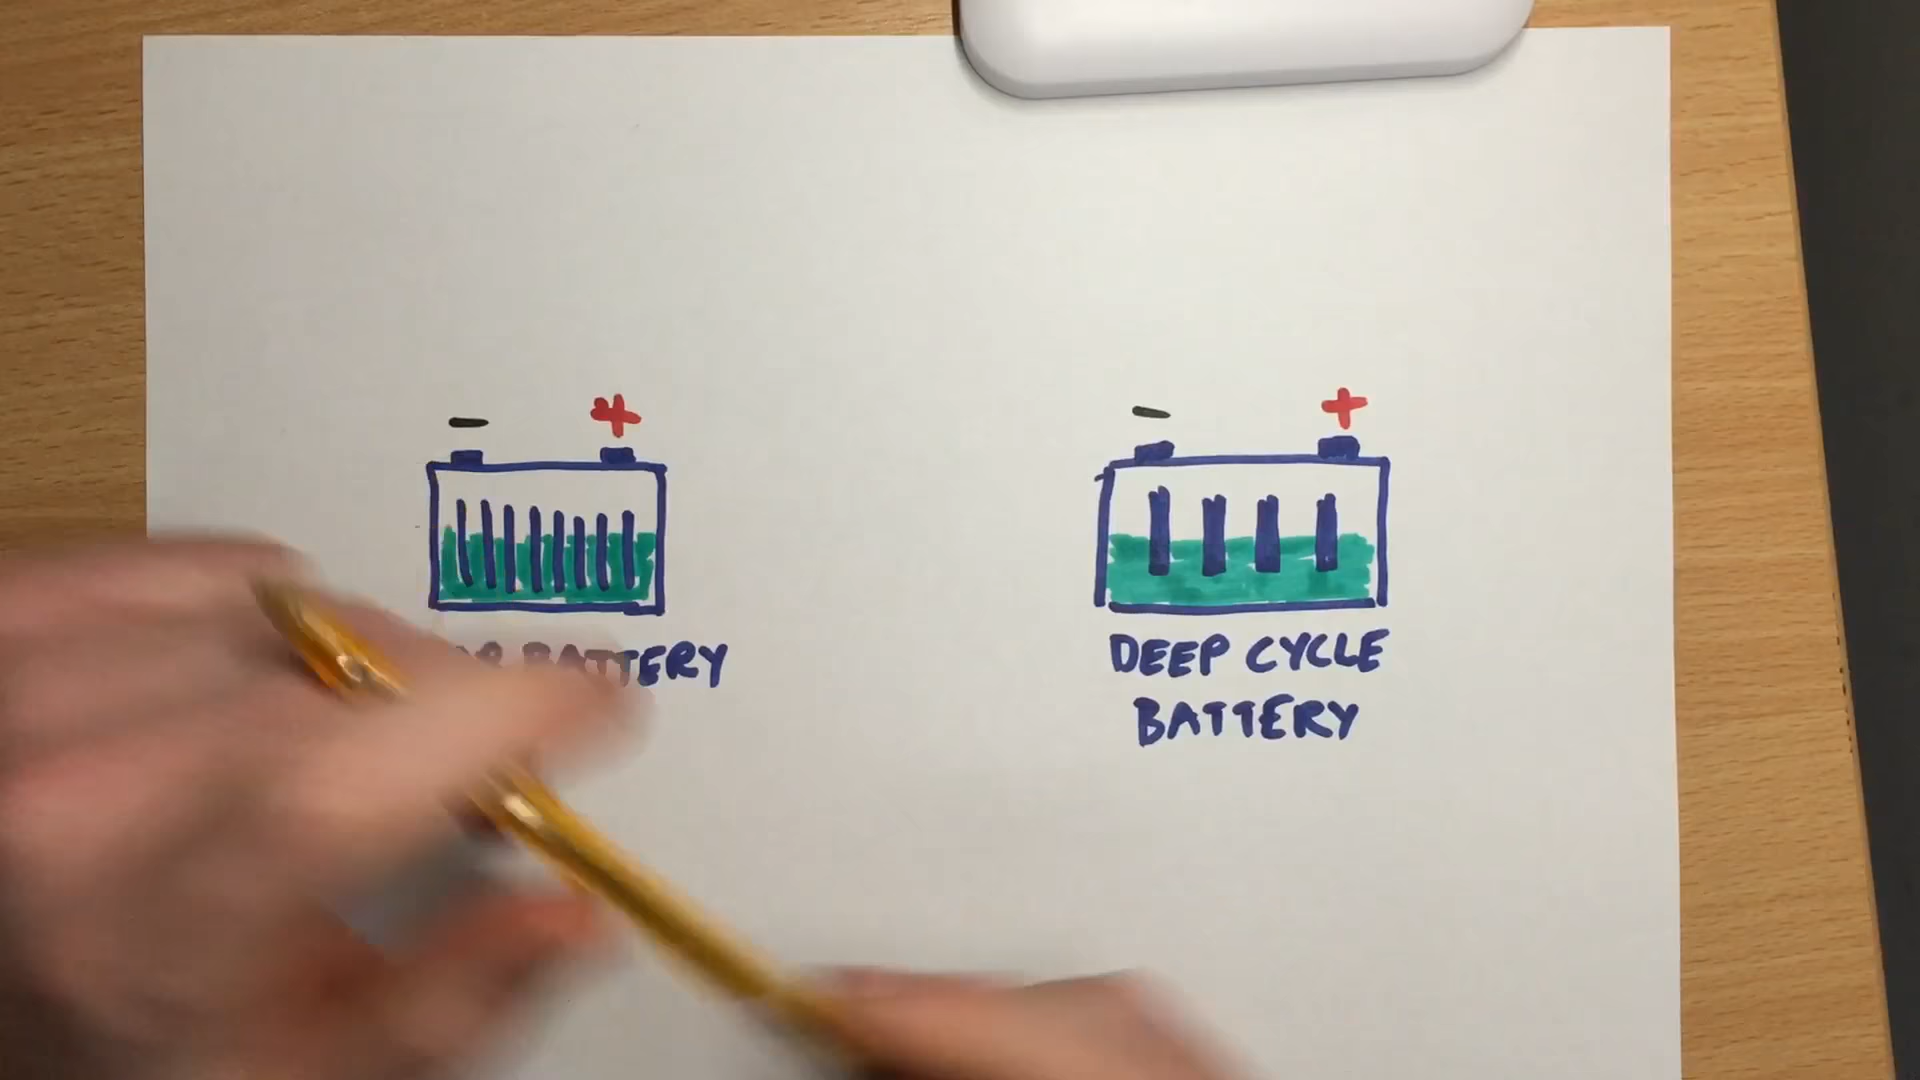 - +
- +
BATTERY
DEEP CYCLE
BATTERY